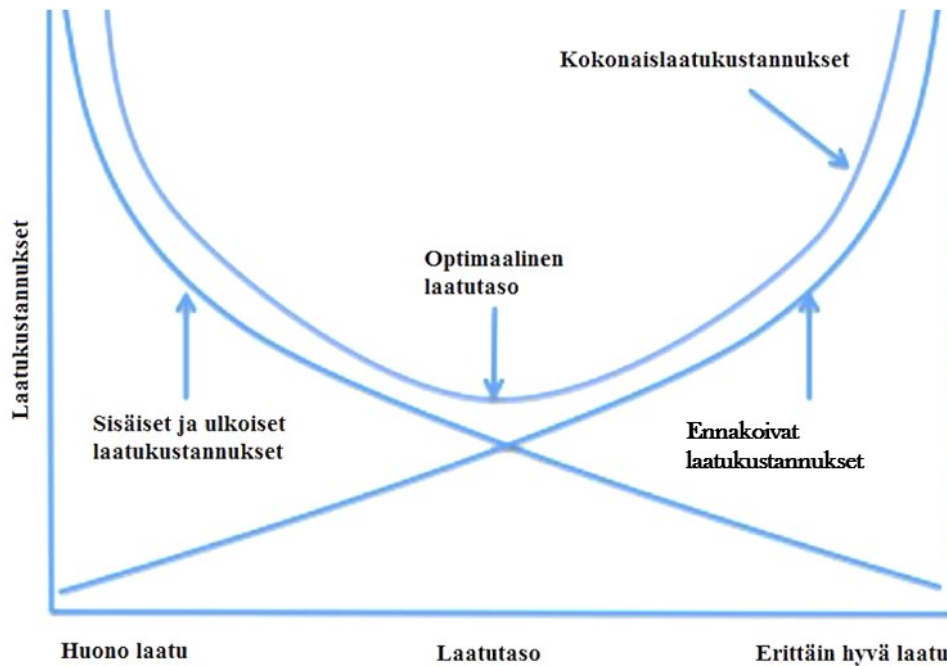 Kokonaislaatukustannukset
Optimaalinen
laatutaso
Laatukustannukset
Sisäiset ja ulkoiset
laatukustannukset
Ennakoivat
laatukustannukset
Huono laatu
Laatutaso
Erittäin hyvä laatu